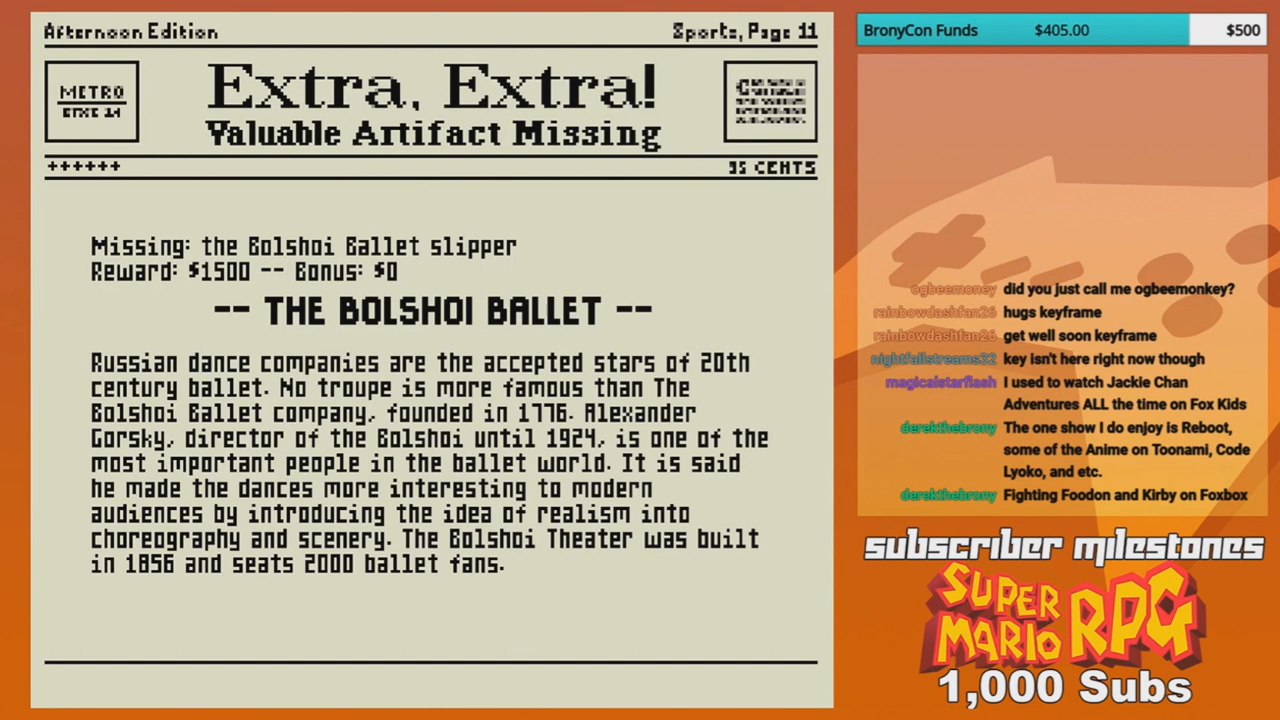 Afternoon Edition
Sports, Page 11
METRO
Extra, Extra!
Valuable Artifact Missing
++++++
35 CENTS
Missing: the Bolshoi Ballet slipper
Reward: $1500 -- Bonus: $0
-- THE BOLSHOI BALLET --
Russian dance companies are the accepted stars of 20th
century ballet. No troupe is more famous than The
Bolshoi Ballet company, founded in 1776. Alexander
Gorsky, director of the Bolshoi until 1924, is one of the
most important people in the ballet world. It is said
he made the dances more interesting to modern
audiences by introducing the idea of realism into
choreography and scenery. The Bolshoi Theater was built
in 1856 and seats 2000 ballet fans.
BronyCon Funds $405.00 $500
ogbeemoney did you just call me ogbeemonkey?
rainbowdashfan26 hugs keyframe
rainbowdashfan26 get well soon keyframe
nightfallstreams32 key isn't here right now though
magicalstarflash I used to watch Jackie Chan
Adventures ALL the time on Fox Kids
derekthebrony The one show I do enjoy is Reboot,
some of the Anime on Toonami, Code
Lyoko, and etc.
derekthebrony Fighting Foodon and Kirby on Foxbox
subscriber milestones
SUPER
MARIO RPG
1,000 Subs